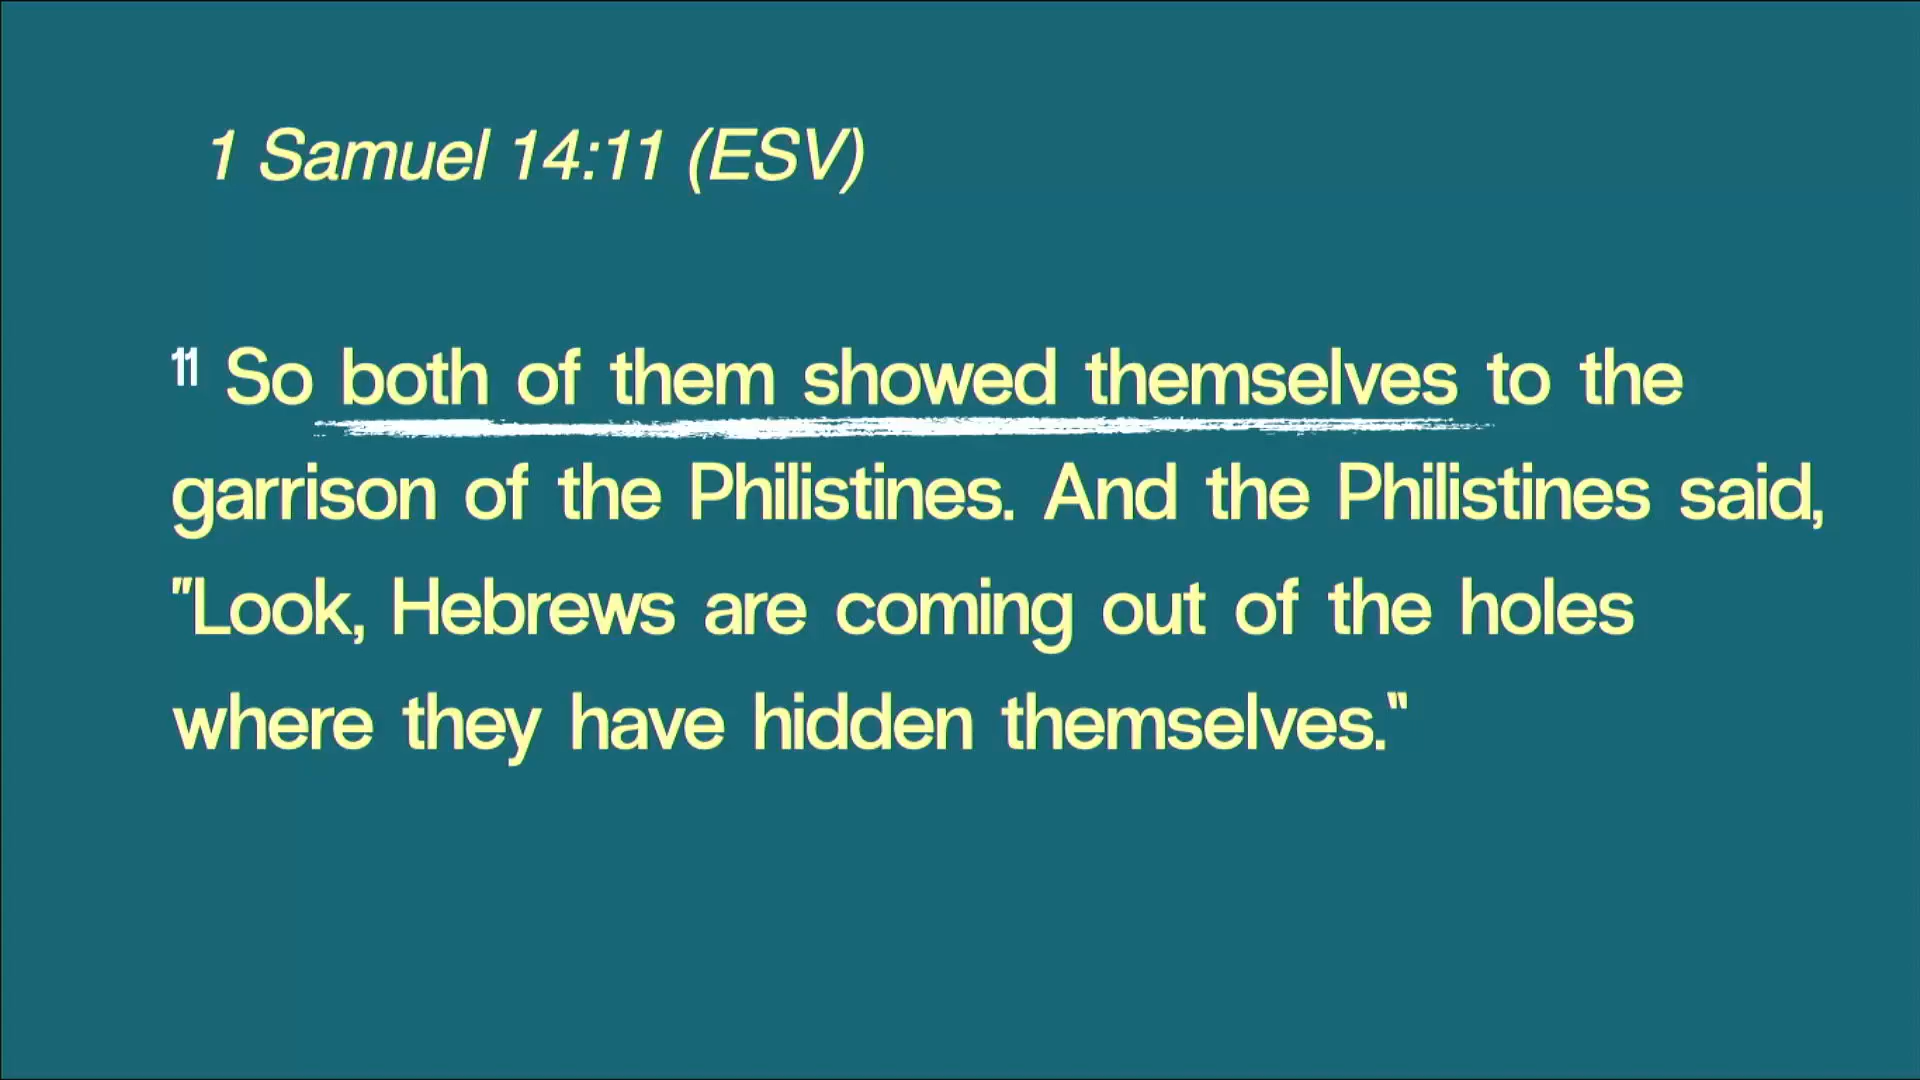 1 Samuel 14:11 (ESV)
11 So both of them showed themselves to the
garrison of the Philistines. And the Philistines said,
"Look, Hebrews are coming out of the holes
where they have hidden themselves."